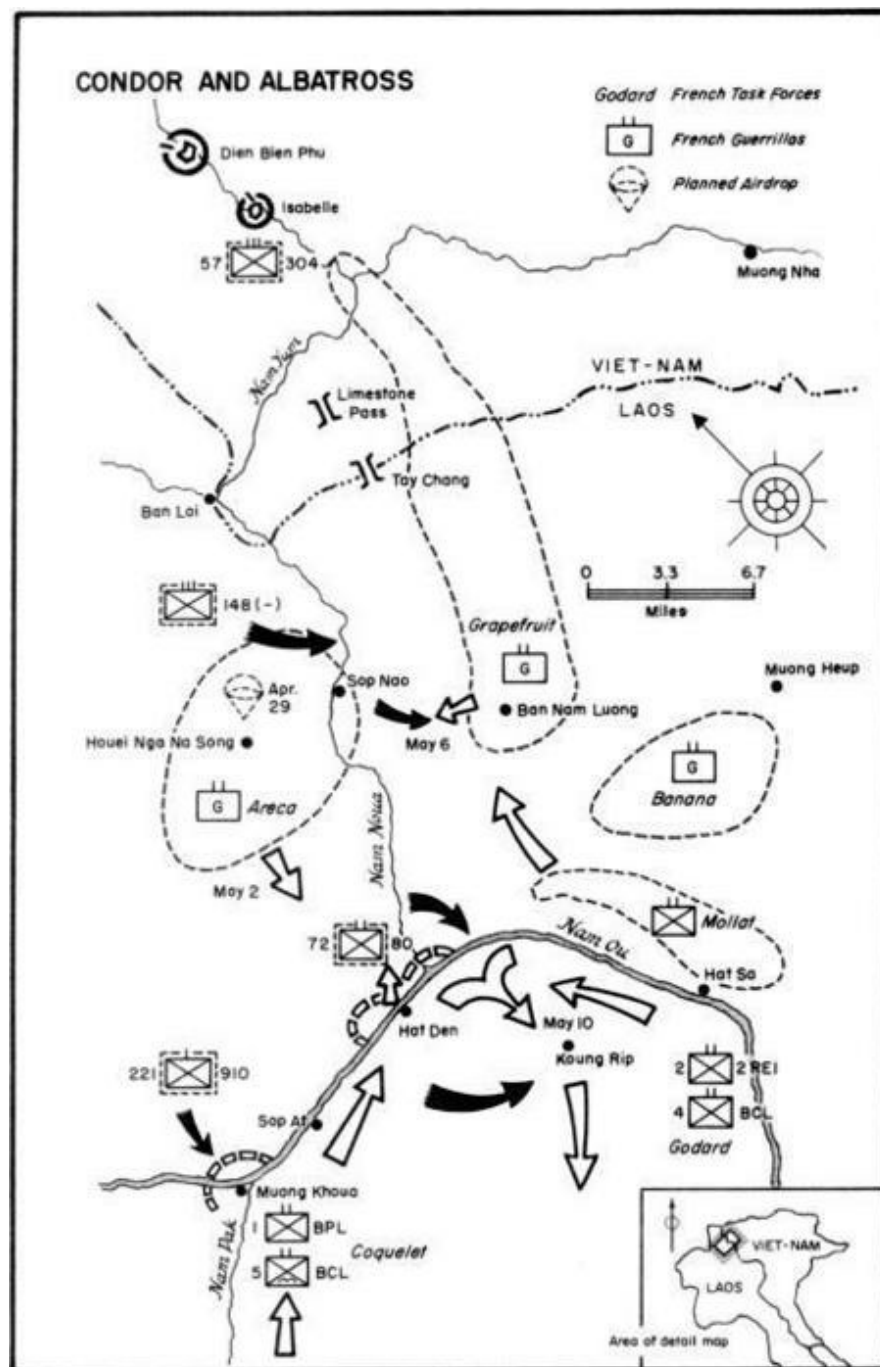 CONDOR AND ALBATROSS
Godard French Task Forces
G French Guerrillas
Planned Airdrop
Dien Bien Phu
Isabelle
57 304
Muong Nha
Nam Yum
VIET-NAM
LAOS
Limestone
Pass
Tay Chang
Ban Loi
0 3.3 6.7
Miles
148 (-)
Grapefruit
G
Muong Heup
Apr.
29
Sop Nao
Ban Nam Luong
May 6
Houei Nga Na Song
G Areca
G
Banana
Nam Noua
May 2
Mollat
72 80
Nam Ou
Hat Sa
Hat Den
May 10
Koung Rip
221 910
2 2 REI
4 BCL
Godard
Sop At
Muong Khoua
1 BPL
Coquelet
5 BCL
Nam Pak
VIET-NAM
LAOS
Area of detail map